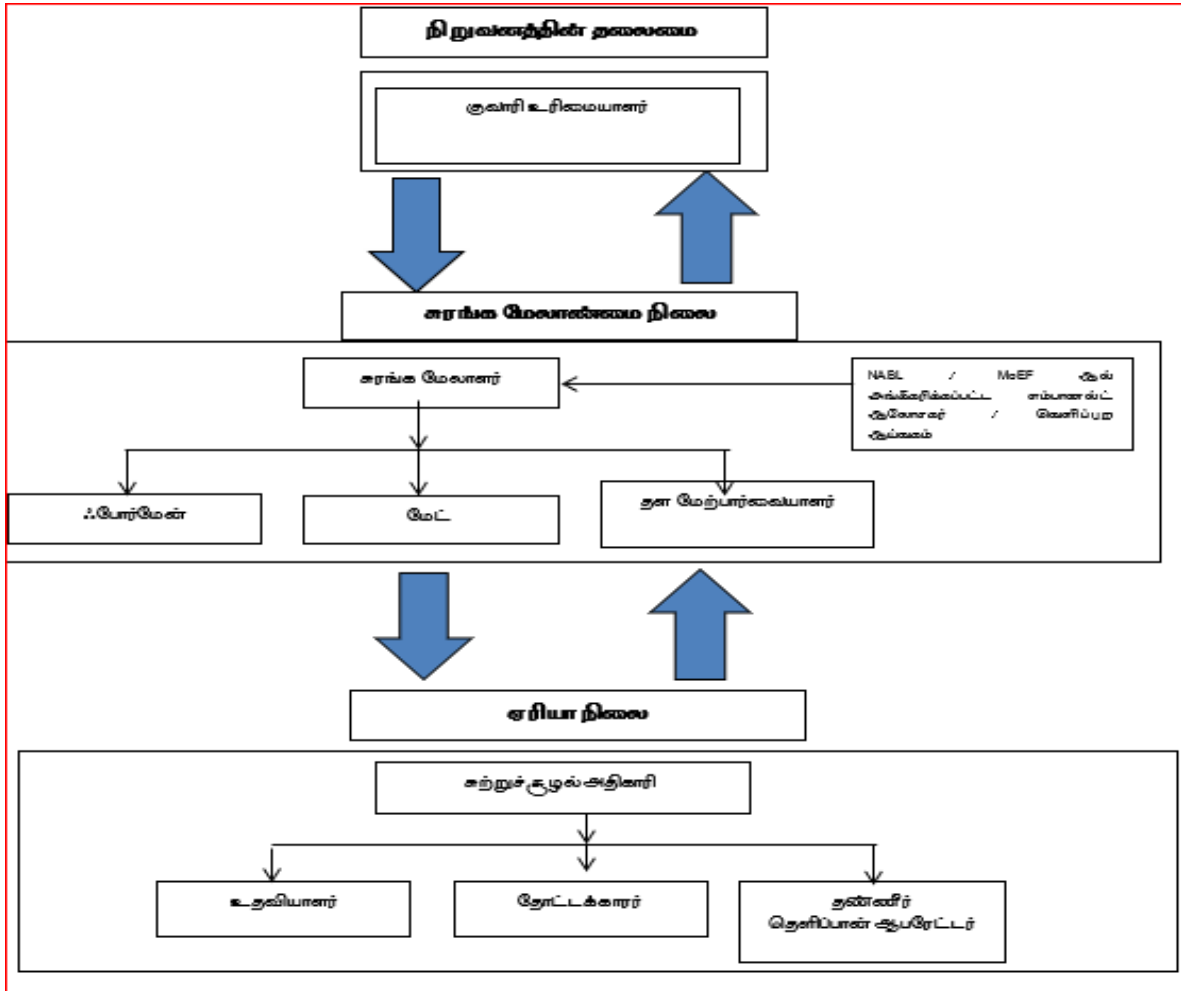 நிறுவனத்தின் தலைமை
குவாரி உரிமையாளர்
சுரங்க மேலாண்மை நிலை
சுரங்க மேலாளர்
NABL / MoEF ஆல்
அங்கீகரிக்கப்பட்ட எம்பானல்ட்
ஆலோசகர் / வெளிப்புற
ஆய்வகம்
ஃபோர்மேன்
மேட்
தள மேற்பார்வையாளர்
ஏரியா நிலை
சுற்றுச்சூழல் அதிகாரி
உதவியாளர்
தோட்டக்காரர்
தண்ணீர்
தெளிப்பான் ஆபரேட்டர்